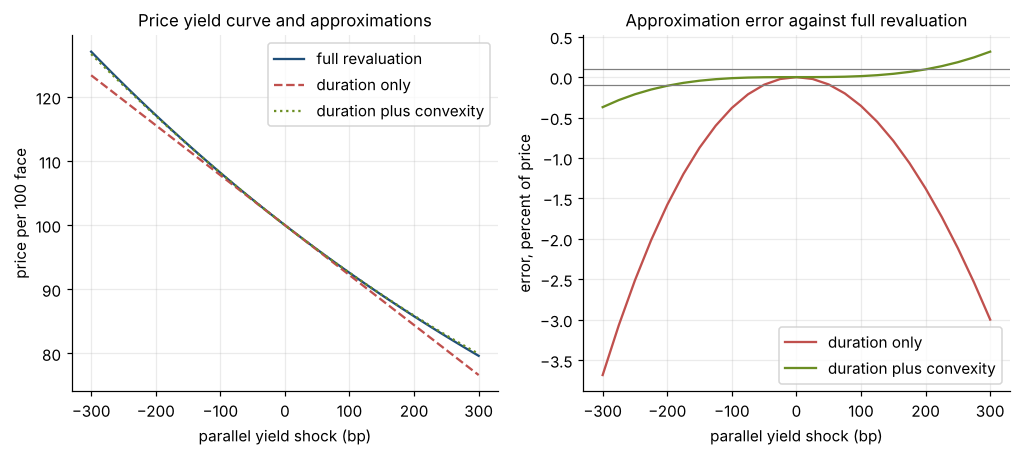 Price yield curve and approximations
price per 100 face
120
110
100
90
80
full revaluation
duration only
duration plus convexity
−300
−200
−100
0
100
200
300
parallel yield shock (bp)
Approximation error against full revaluation
error, percent of price
0.5
0.0
−0.5
−1.0
−1.5
−2.0
−2.5
−3.0
−3.5
duration only
duration plus convexity
−300
−200
−100
0
100
200
300
parallel yield shock (bp)